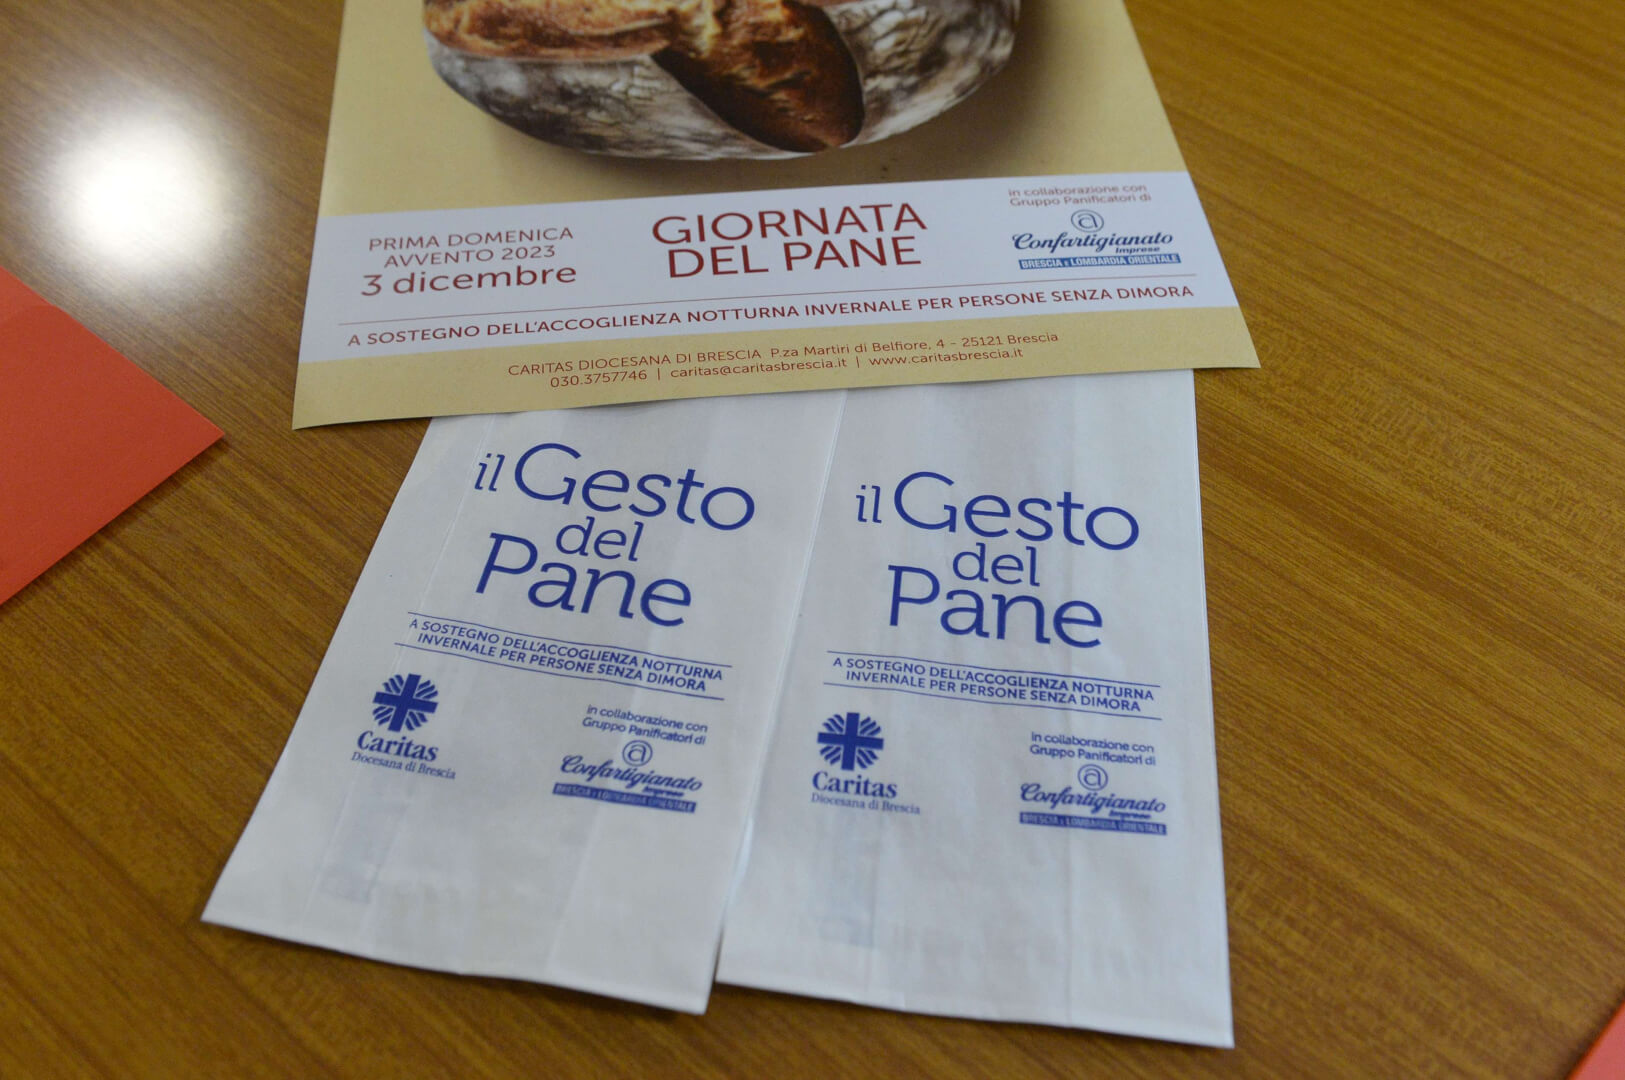 PRIMA DOMENICA
AVVENTO 2023
3 dicembre
GIORNATA
DEL PANE
in collaborazione con
Gruppo Panificatori di
Confartigianato
Imprese
BRESCIA E LOMBARDIA ORIENTALE
A SOSTEGNO DELL'ACCOGLIENZA NOTTURNA INVERNALE PER PERSONE SENZA DIMORA
CARITAS DIOCESANA DI BRESCIA P.za Martiri di Belfiore, 4 - 25121 Brescia
030.3757746 | caritas@caritasbrescia.it | www.caritasbrescia.it
il Gesto
del
Pane
A SOSTEGNO DELL'ACCOGLIENZA NOTTURNA
INVERNALE PER PERSONE SENZA DIMORA
Caritas
Diocesana di Brescia
in collaborazione con
Gruppo Panificatori di
Confartigianato
Imprese
BRESCIA E LOMBARDIA ORIENTALE
il Gesto
del
Pane
A SOSTEGNO DELL'ACCOGLIENZA NOTTURNA
INVERNALE PER PERSONE SENZA DIMORA
Caritas
Diocesana di Brescia
in collaborazione con
Gruppo Panificatori di
Confartigianato
Imprese
BRESCIA E LOMBARDIA ORIENTALE